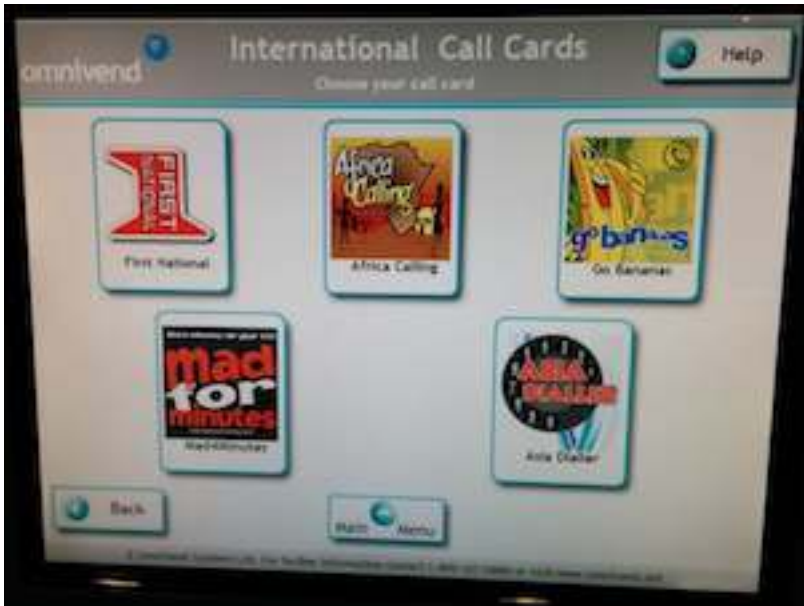 omnivend
International Call Cards
Choose your call card
Help
FIRST
NATIONAL
First National
Africa
Calling
Africa Calling
go bananas
Go Bananas
mad
for
minutes
Mad4Minutes
ASIA
DIALLER
Asia Dialler
Back
Main Menu